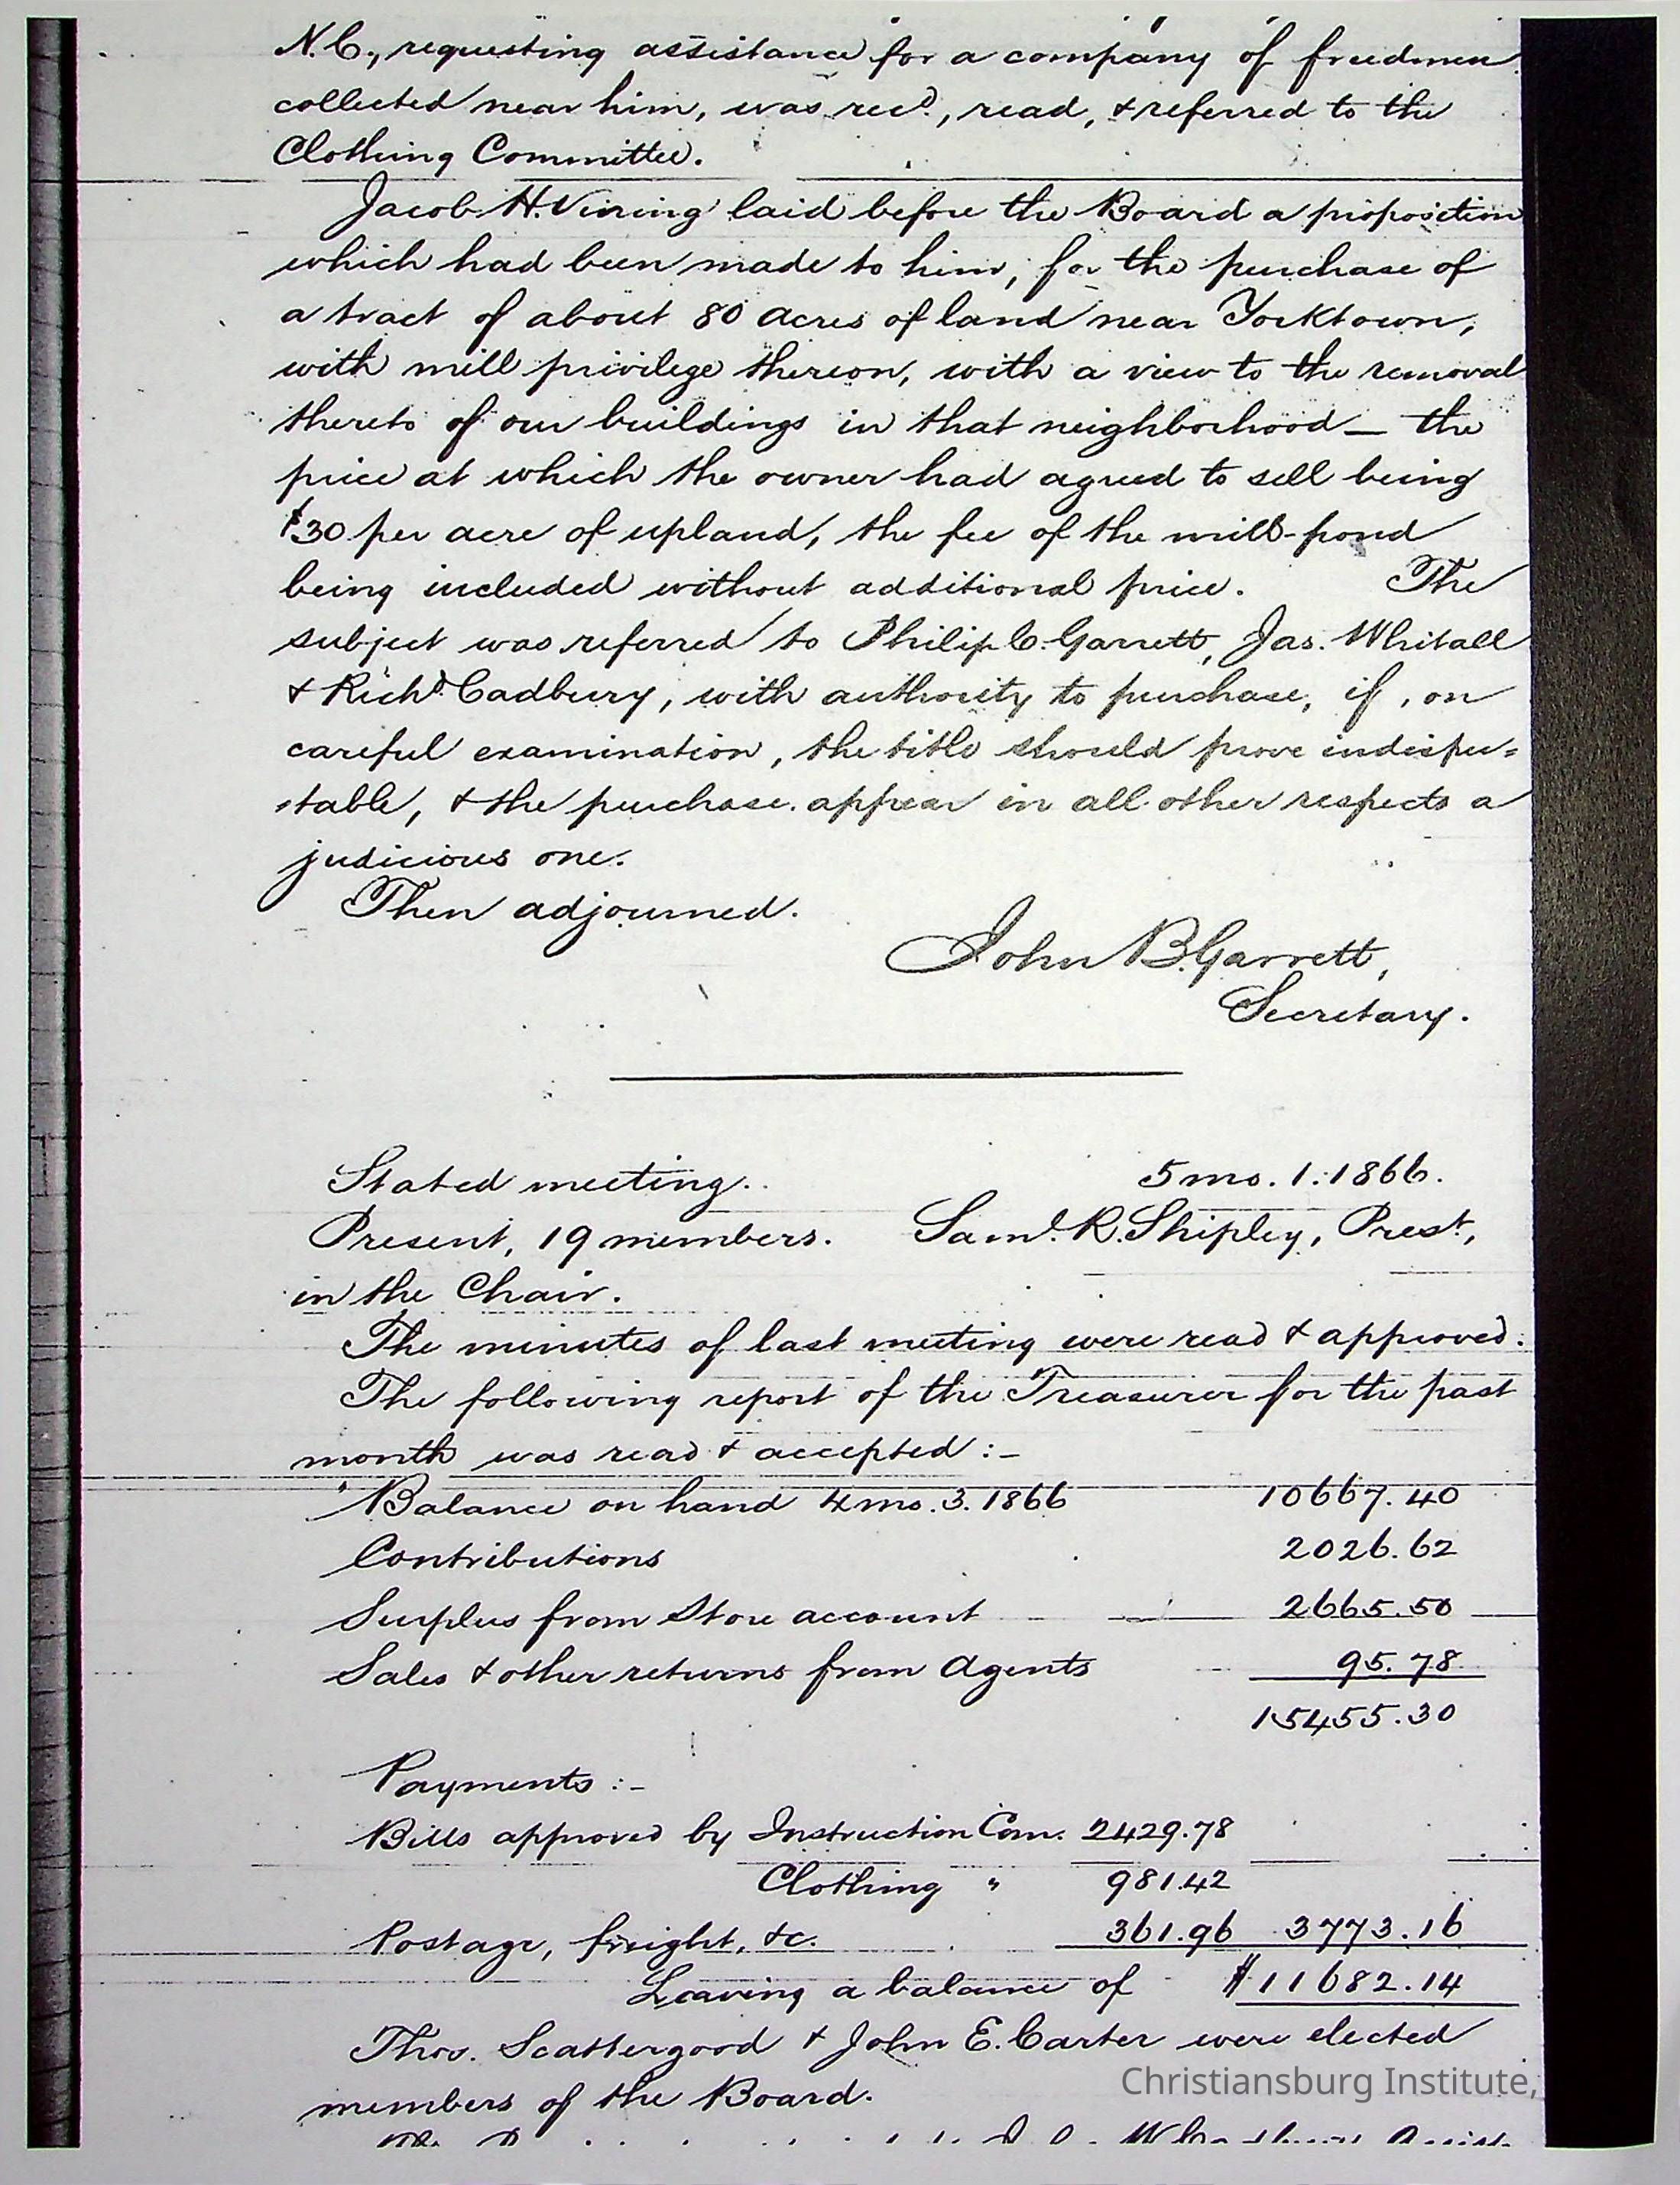 N.C., requesting assistance for a company of freedmen
collected near him, was recd., read, & referred to the
Clothing Committee.
Jacob H. Vining laid before the Board a proposition
which had been made to him, for the purchase of
a tract of about 80 acres of land near Yorktown,
with mill privilege thereon, with a view to the removal
thereto of our buildings in that neighborhood — the
price at which the owner had agreed to sell being
$30 per acre of upland, the fee of the mill-pond
being included without additional price. The
subject was referred to Philip C. Garrett, Jas. Whitall
& Richd. Cadbury, with authority to purchase, if, on
careful examination, the title should prove indispu=
table, & the purchase appear in all other respects a
judicious one.
Then adjourned.
John B. Garrett,
Secretary.
Stated meeting. 5 mo. 1. 1866.
Present, 19 members. Saml. R. Shipley, Prest.,
in the Chair.
The minutes of last meeting were read & approved.
The following report of the Treasurer for the past
month was read & accepted :-
"Balance on hand 4 mo. 3. 1866 10667.40
Contributions 2026.62
Surplus from Store account 2665.50
Sales & other returns from Agents 95.78
15455.30
Payments :-
Bills approved by Instruction Com. 2429.78
Clothing " 981.42
Postage, freight, &c. 361.96 3773.16
Leaving a balance of $11682.14
Thos. Scattergood & John E. Carter were elected
members of the Board.
Christiansburg Institute,